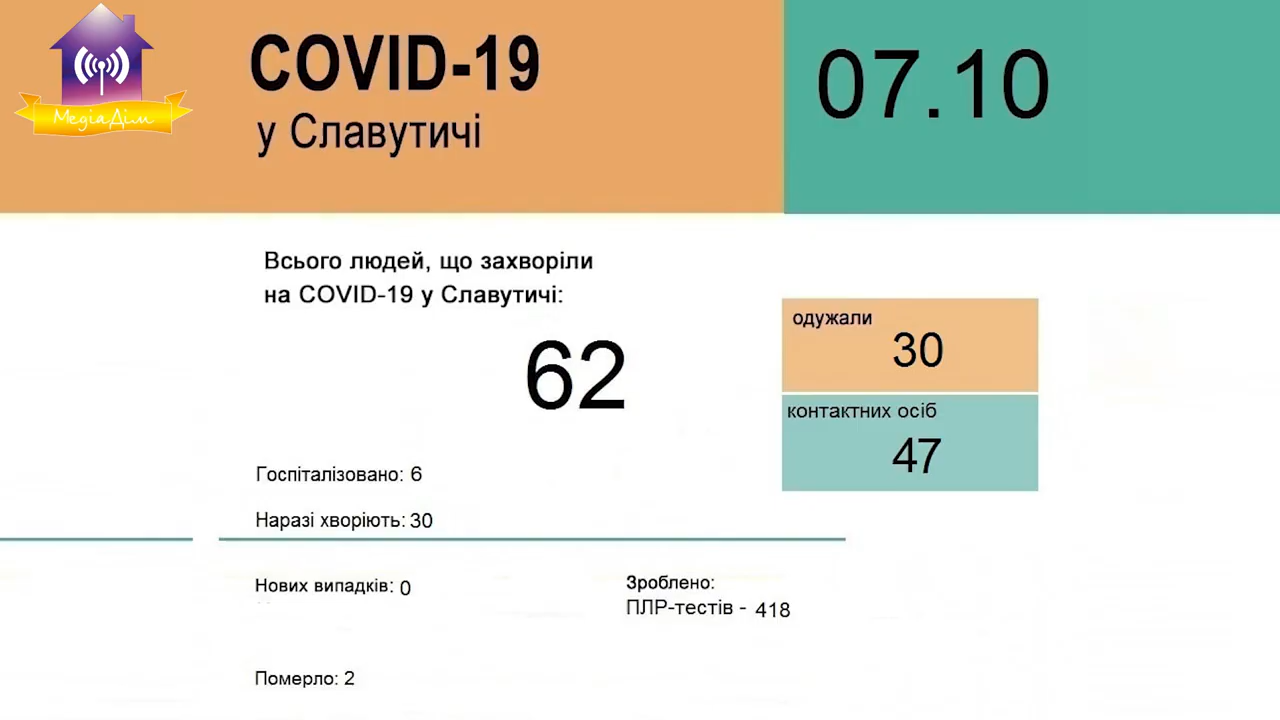 МедіаДім
COVID-19
у Славутичі
07.10
Всього людей, що захворіли
на COVID-19 у Славутичі:
62
одужали
30
контактних осіб
47
Госпіталізовано: 6
Наразі хворіють: 30
Нових випадків: 0
Зроблено:
ПЛР-тестів - 418
Померло: 2